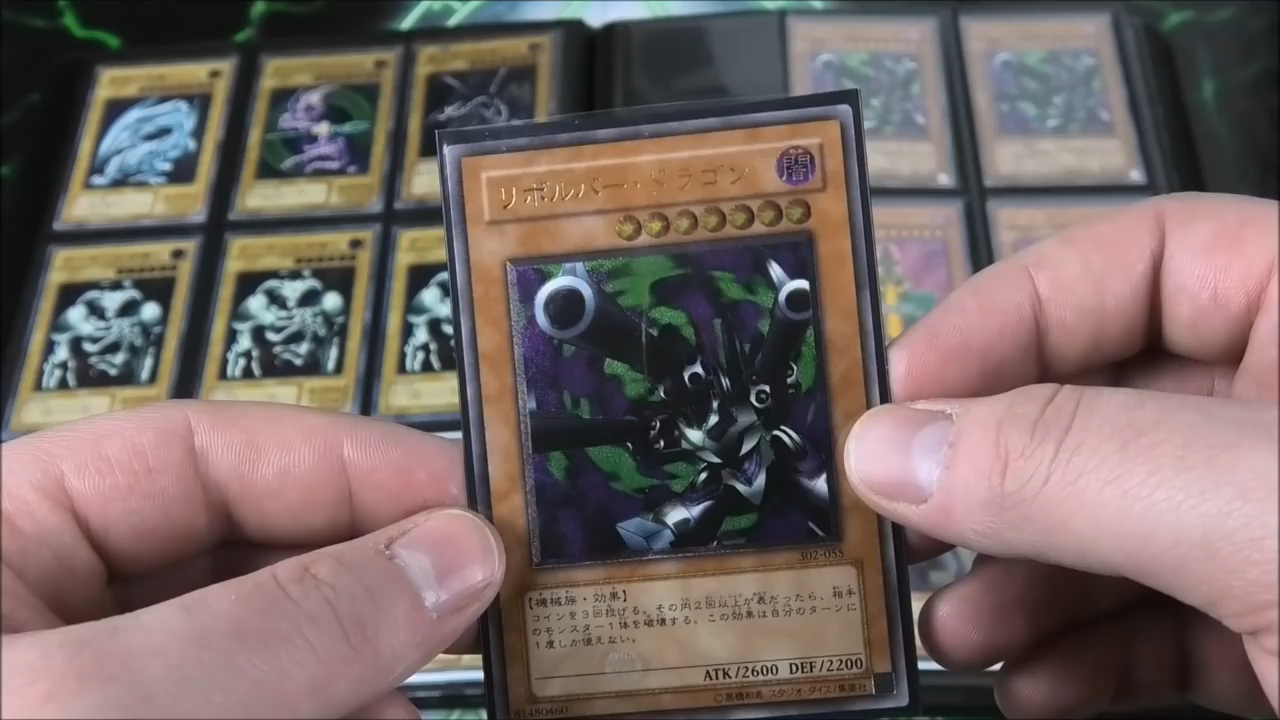 リボルバー・ドラゴン
闇
302-055
【機械族・効果】
コインを3回投げる。その内2回以上が表だったら、相手
のモンスター1体を破壊する。この効果は自分のターンに
1度しか使えない。
ATK/2600 DEF/2200
81480460
©高橋和希 スタジオ・ダイス/集英社